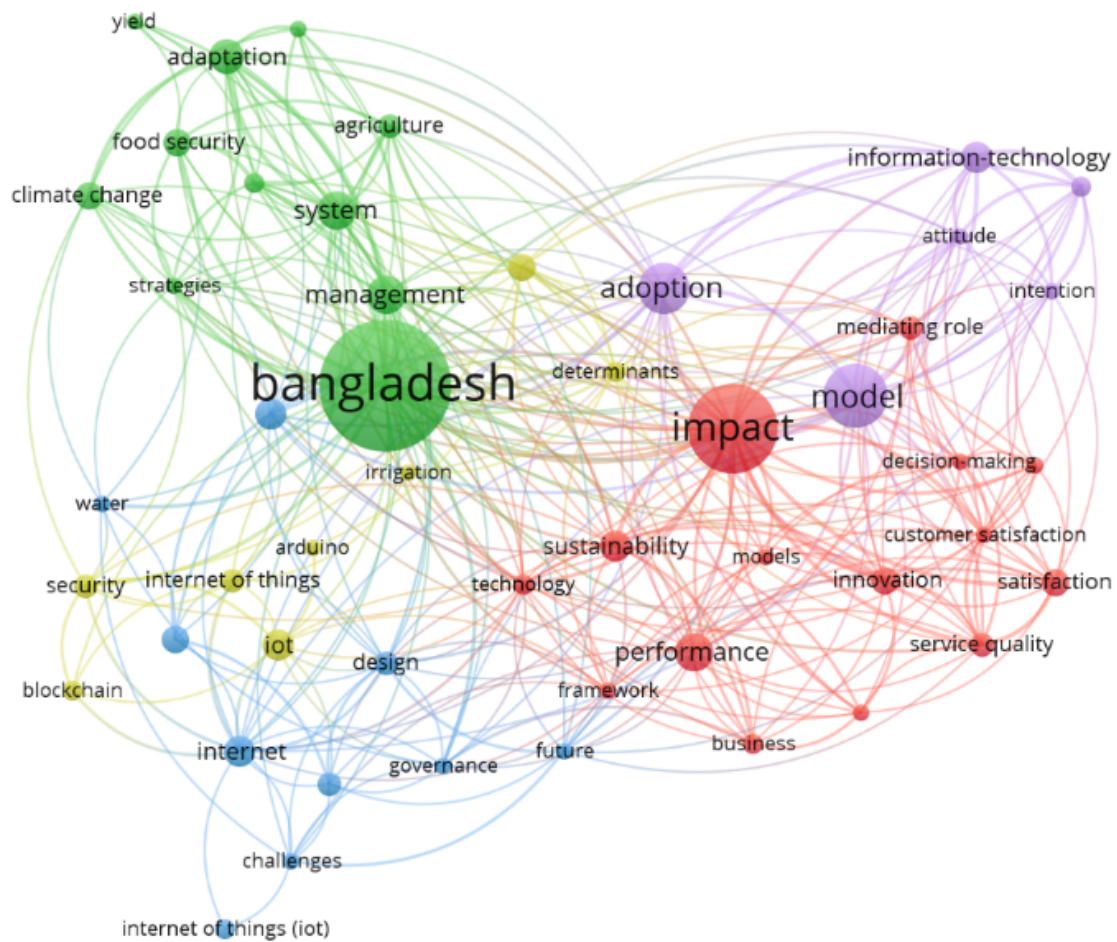 yield
adaptation
agriculture
food security
information-technology
climate change
system
attitude
strategies
adoption
intention
management
mediating role
determinants
bangladesh
model
impact
decision-making
irrigation
water
customer satisfaction
arduino
sustainability
models
security
internet of things
technology
innovation
satisfaction
iot
service quality
performance
design
blockchain
framework
business
internet
future
governance
challenges
internet of things (iot)